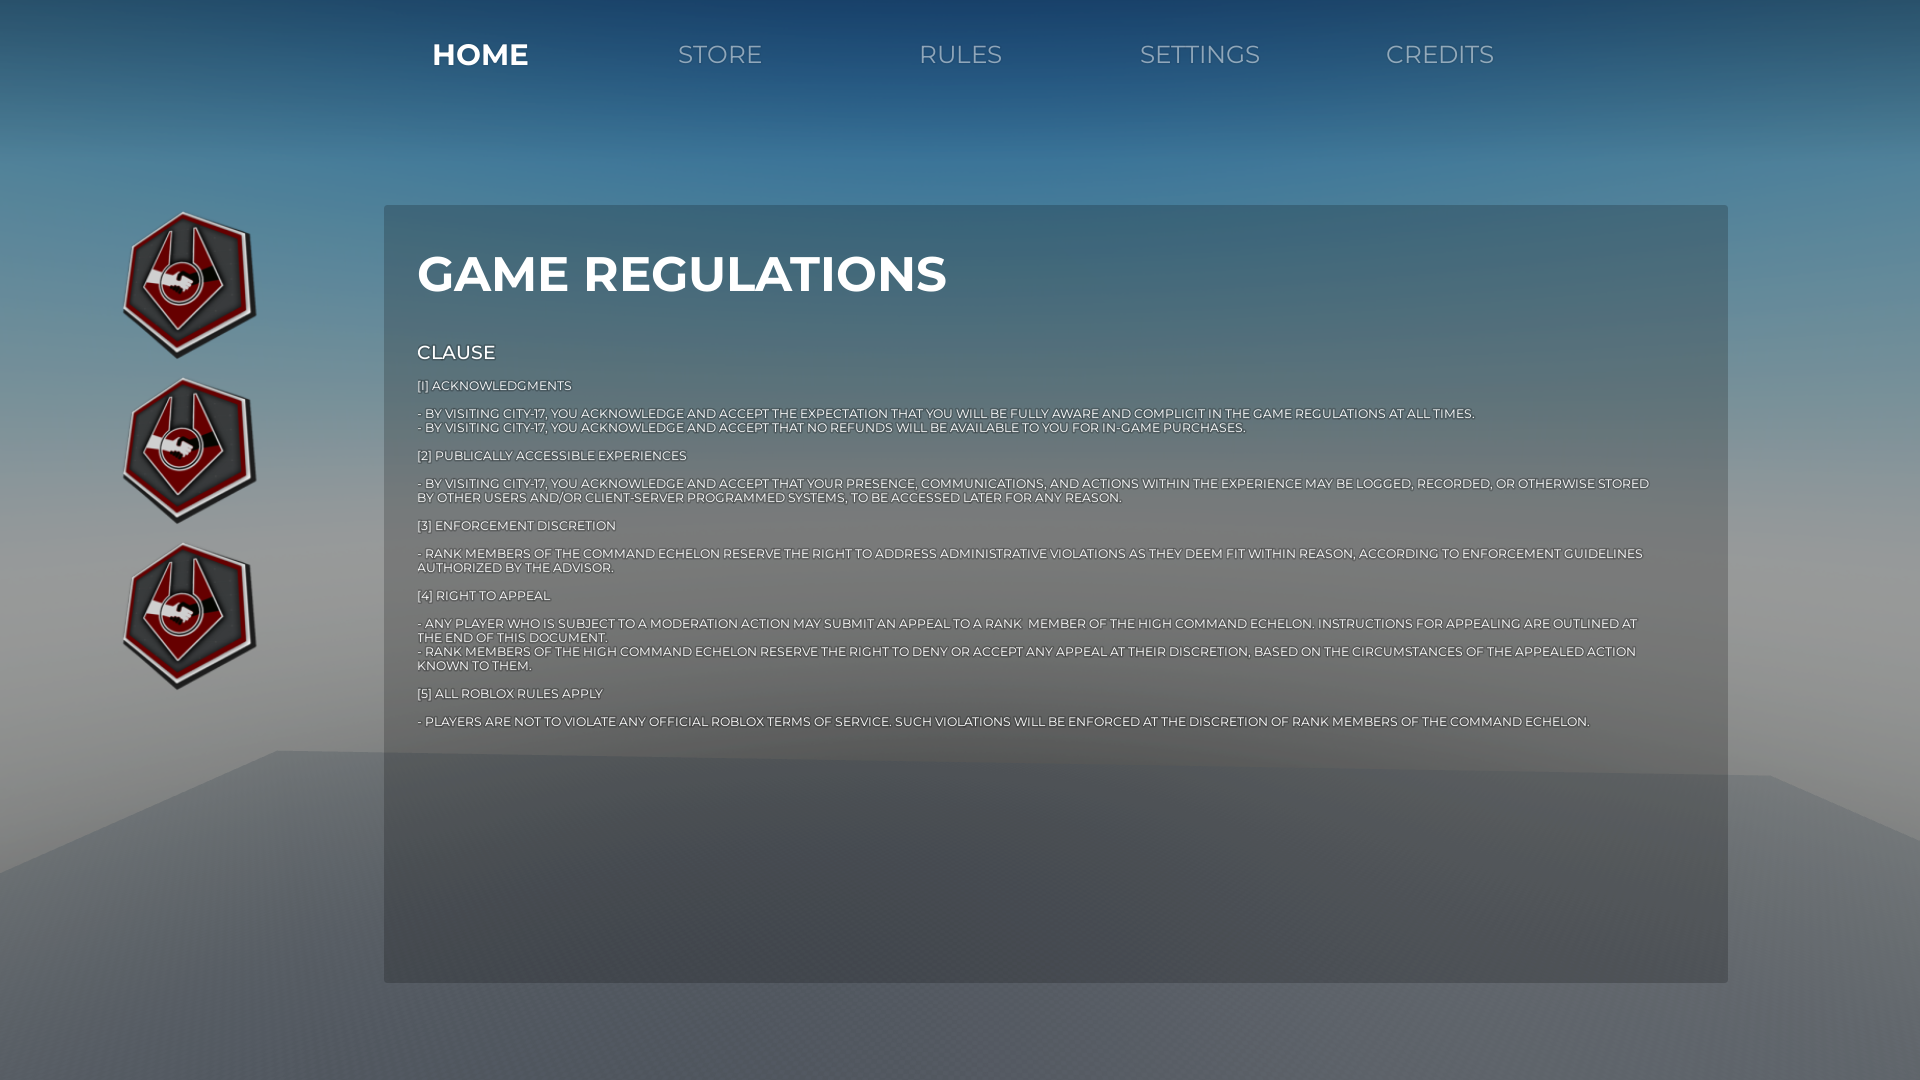 HOME
STORE
RULES
SETTINGS
CREDITS
GAME REGULATIONS
CLAUSE
[I] ACKNOWLEDGMENTS
- BY VISITING CITY-17, YOU ACKNOWLEDGE AND ACCEPT THE EXPECTATION THAT YOU WILL BE FULLY AWARE AND COMPLICIT IN THE GAME REGULATIONS AT ALL TIMES.
- BY VISITING CITY-17, YOU ACKNOWLEDGE AND ACCEPT THAT NO REFUNDS WILL BE AVAILABLE TO YOU FOR IN-GAME PURCHASES.
[2] PUBLICALLY ACCESSIBLE EXPERIENCES
- BY VISITING CITY-17, YOU ACKNOWLEDGE AND ACCEPT THAT YOUR PRESENCE, COMMUNICATIONS, AND ACTIONS WITHIN THE EXPERIENCE MAY BE LOGGED, RECORDED, OR OTHERWISE STORED
BY OTHER USERS AND/OR CLIENT-SERVER PROGRAMMED SYSTEMS, TO BE ACCESSED LATER FOR ANY REASON.
[3] ENFORCEMENT DISCRETION
- RANK MEMBERS OF THE COMMAND ECHELON RESERVE THE RIGHT TO ADDRESS ADMINISTRATIVE VIOLATIONS AS THEY DEEM FIT WITHIN REASON, ACCORDING TO ENFORCEMENT GUIDELINES
AUTHORIZED BY THE ADVISOR.
[4] RIGHT TO APPEAL
- ANY PLAYER WHO IS SUBJECT TO A MODERATION ACTION MAY SUBMIT AN APPEAL TO A RANK  MEMBER OF THE HIGH COMMAND ECHELON. INSTRUCTIONS FOR APPEALING ARE OUTLINED AT
THE END OF THIS DOCUMENT.
- RANK MEMBERS OF THE HIGH COMMAND ECHELON RESERVE THE RIGHT TO DENY OR ACCEPT ANY APPEAL AT THEIR DISCRETION, BASED ON THE CIRCUMSTANCES OF THE APPEALED ACTION
KNOWN TO THEM.
[5] ALL ROBLOX RULES APPLY
- PLAYERS ARE NOT TO VIOLATE ANY OFFICIAL ROBLOX TERMS OF SERVICE. SUCH VIOLATIONS WILL BE ENFORCED AT THE DISCRETION OF RANK MEMBERS OF THE COMMAND ECHELON.